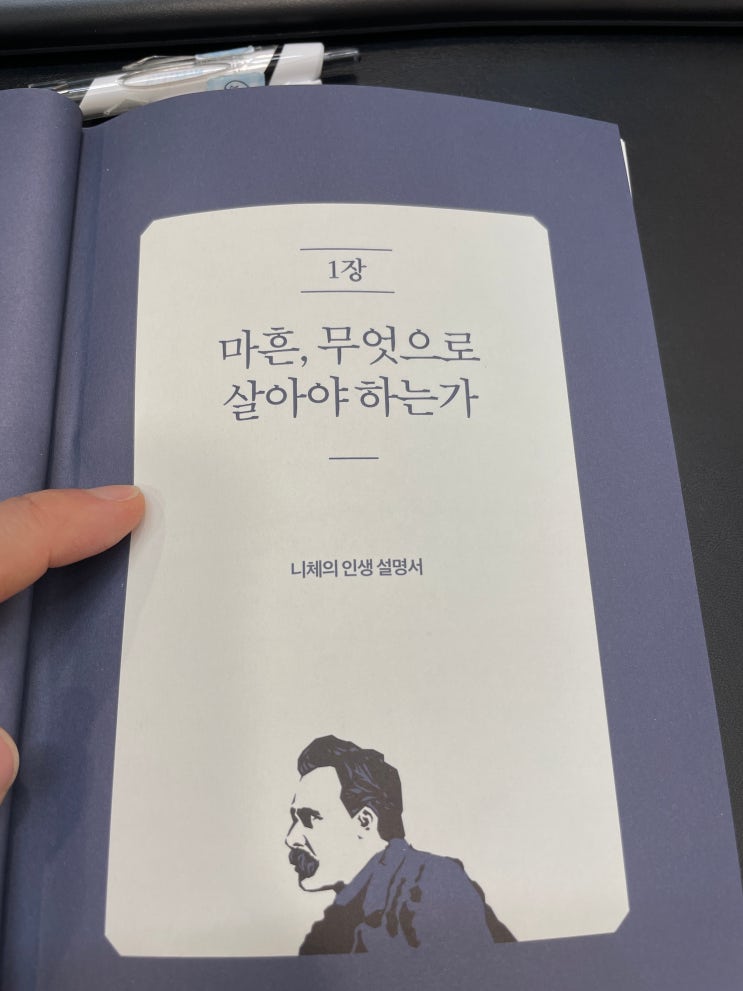 1장
마흔, 무엇으로
살아야 하는가
니체의 인생 설명서